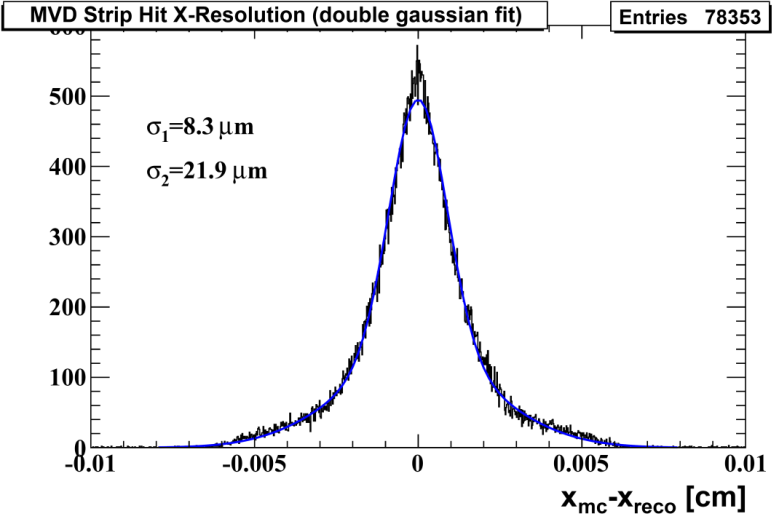 MVD Strip Hit X-Resolution (double gaussian fit)
Entries 78353
600
500
σ1=8.3 μm
400
σ2=21.9 μm
300
200
100
0
-0.01 -0.005 0 0.005 0.01
xmc-xreco [cm]